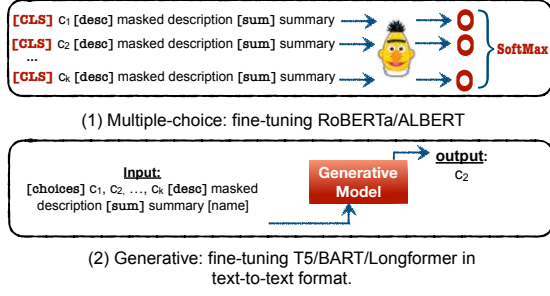 [CLS] c1 [desc] masked description [sum] summary
[CLS] c2 [desc] masked description [sum] summary
...
[CLS] ck [desc] masked description [sum] summary
SoftMax
(1) Multiple-choice: fine-tuning RoBERTa/ALBERT
Input:
[choices] c1, c2, …, ck [desc] masked
description [sum] summary [name]
Generative
Model
output:
c2
(2) Generative: fine-tuning T5/BART/Longformer in
text-to-text format.